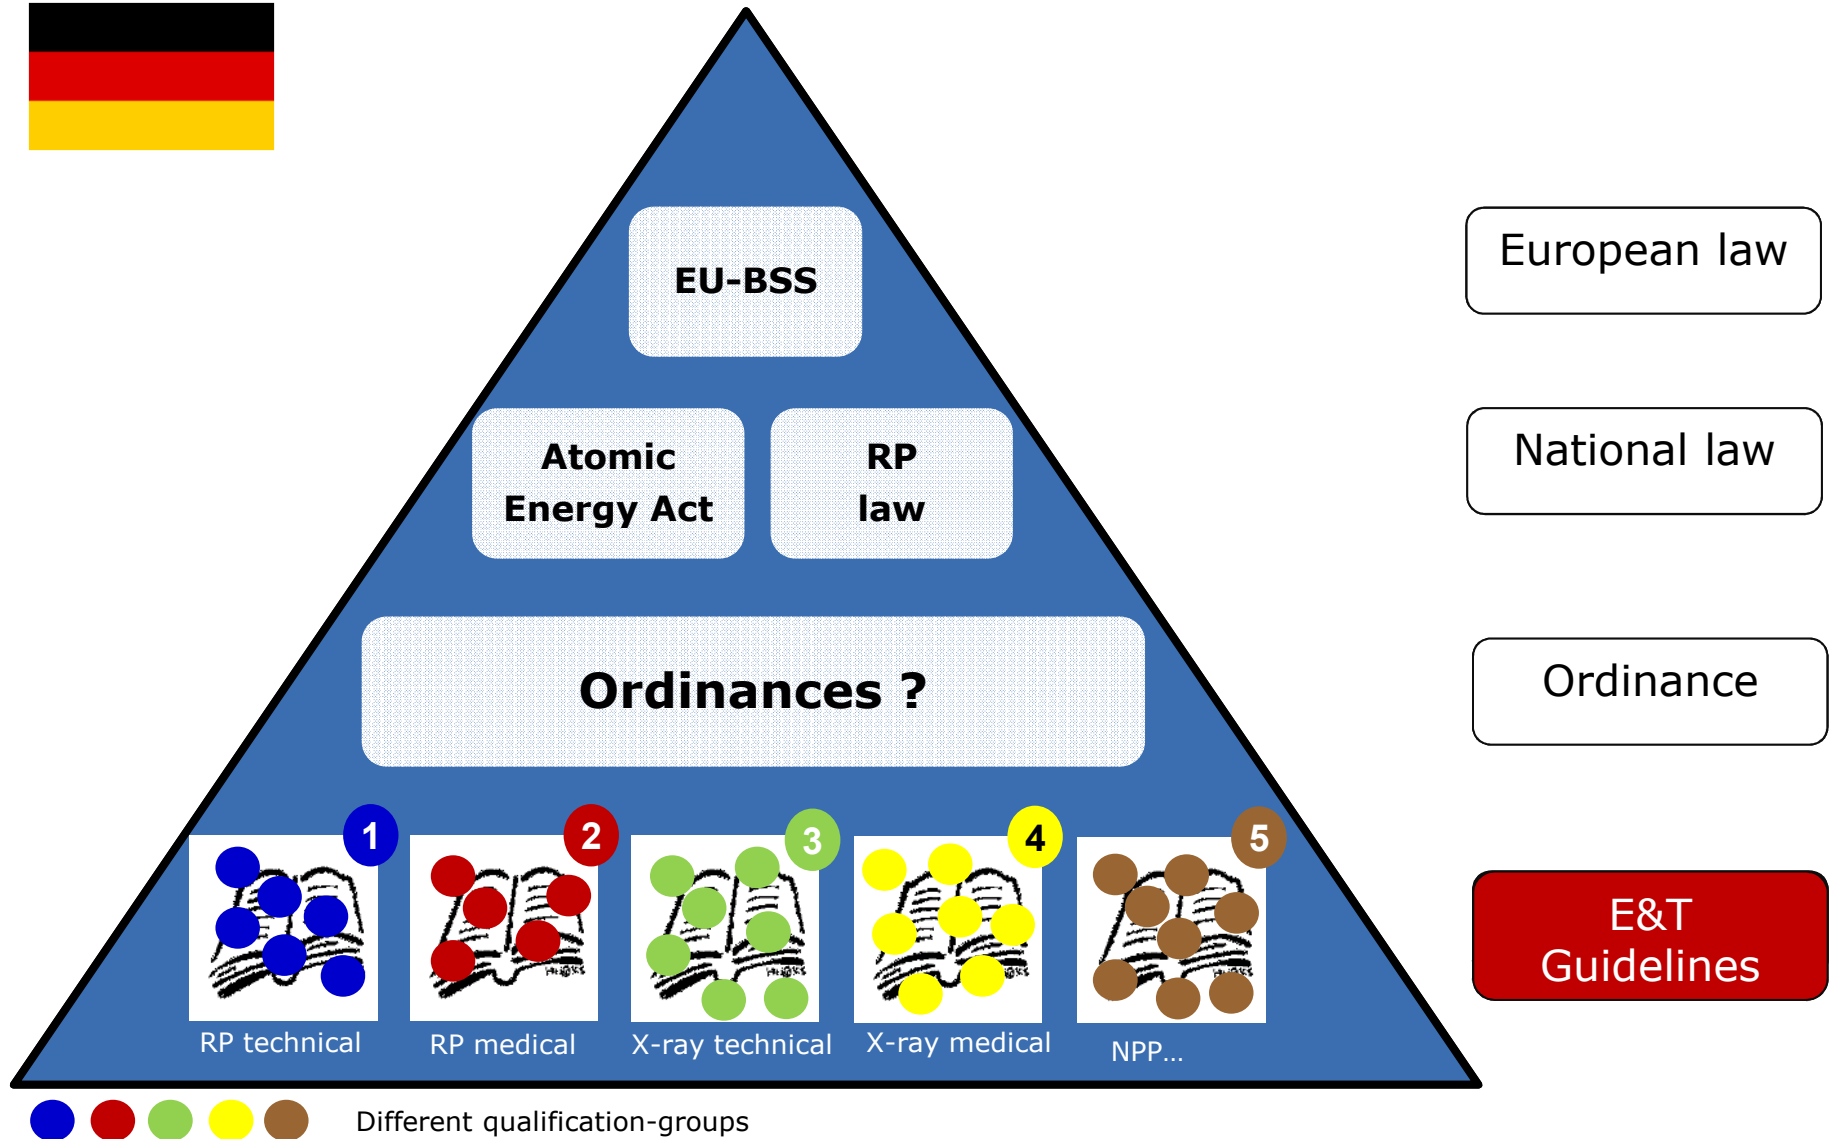 EU-BSS
European law
Atomic
Energy Act
RP
law
National law
Ordinances ?
Ordinance
1
2
3
4
5
RP technical
RP medical
X-ray technical
X-ray medical
NPP...
E&T
Guidelines
Different qualification-groups